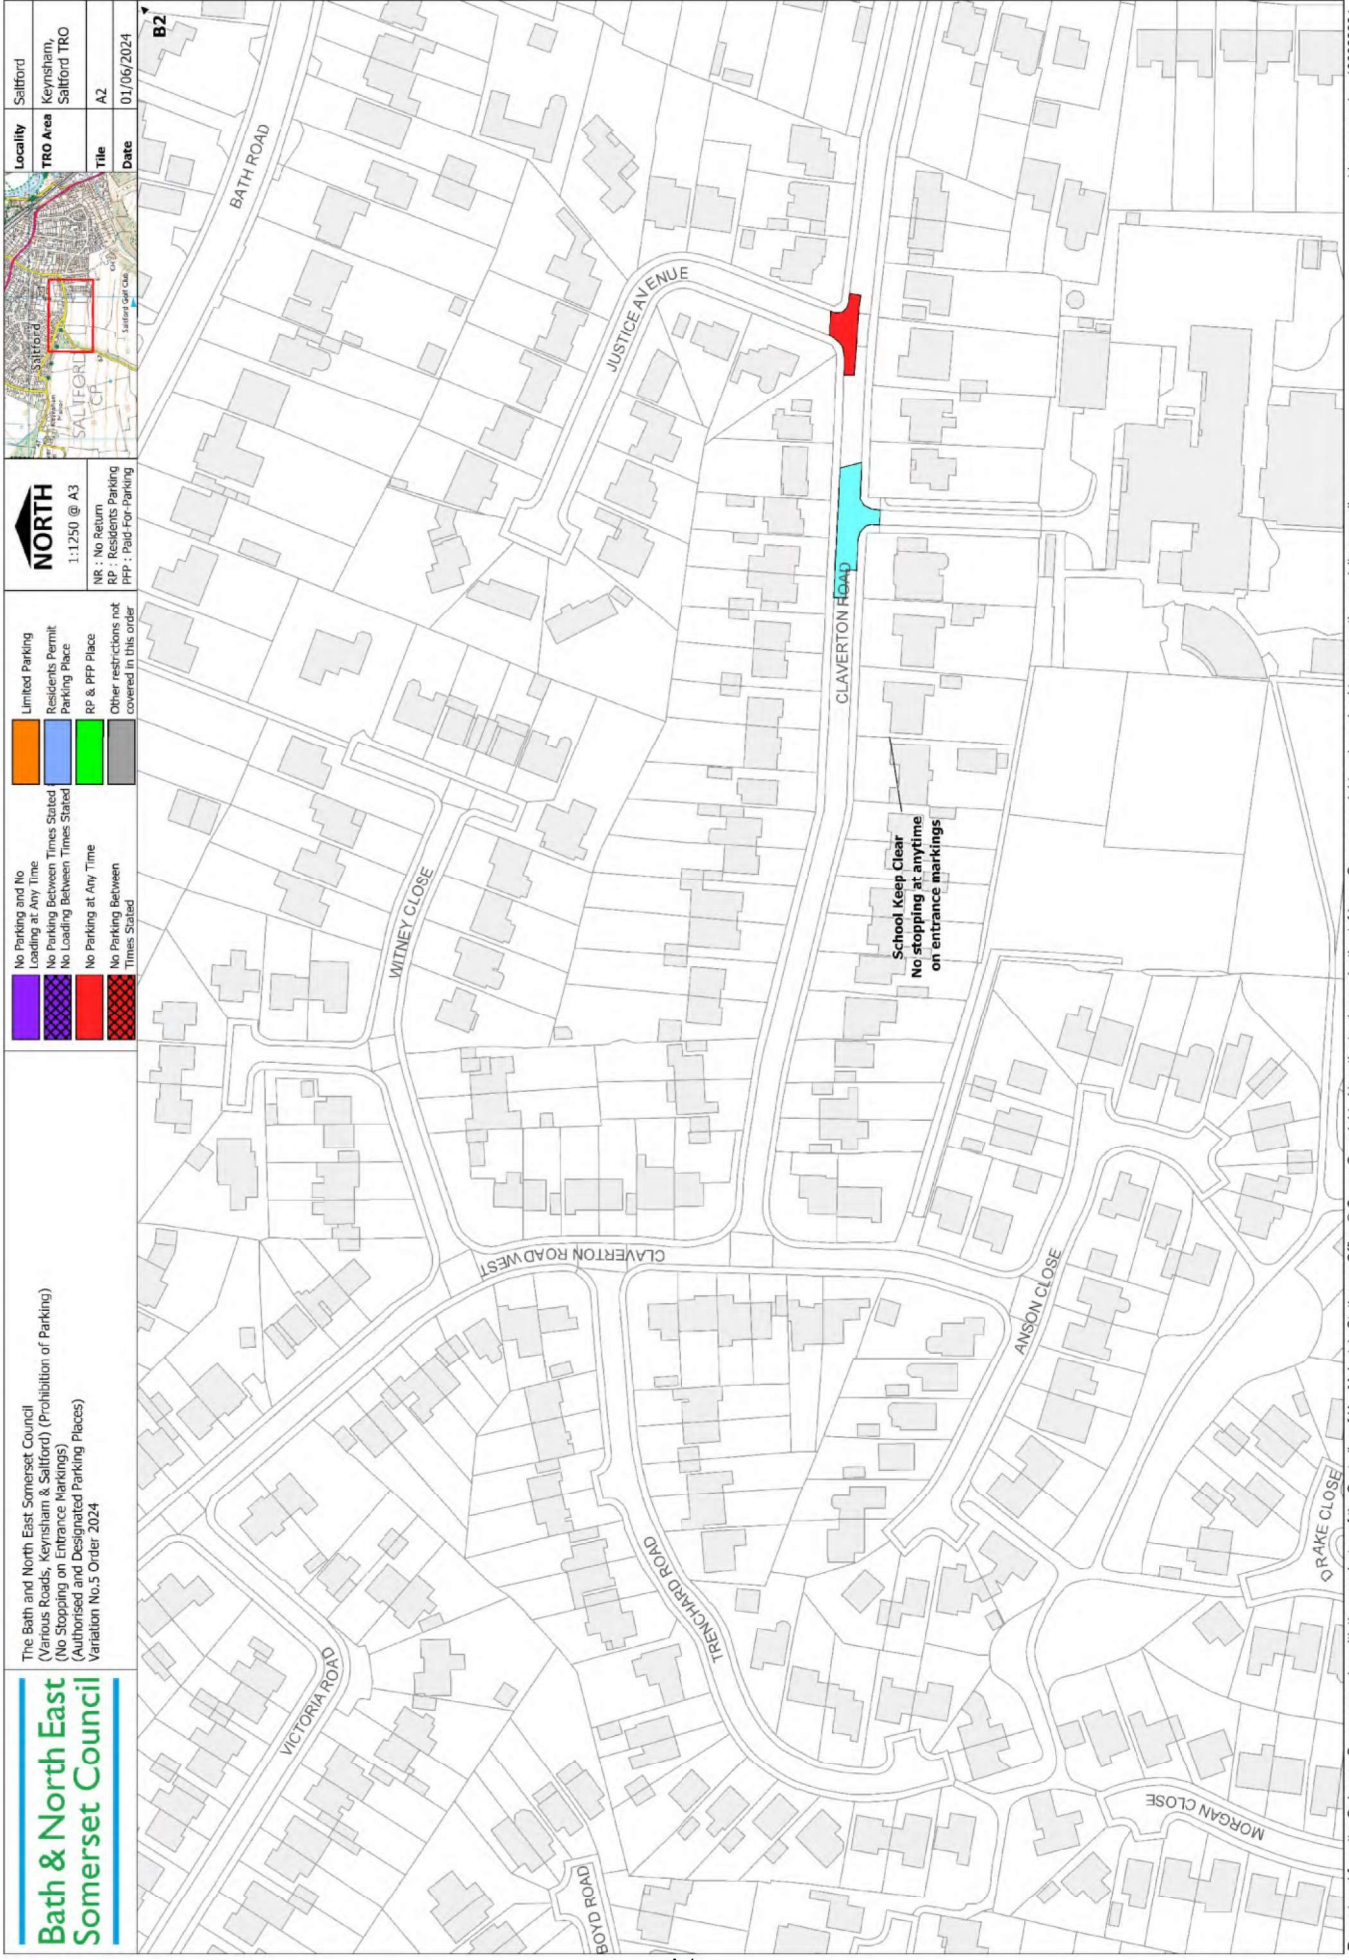 Bath & North East
Somerset Council
The Bath and North East Somerset Council
(Various Roads, Keynsham & Saltford) (Prohibition of Parking)
(No Stopping on Entrance Markings)
(Authorised and Designated Parking Places)
Variation No.5 Order 2024
No Parking and No
Loading at Any Time
No Parking Between Times Stated
No Loading Between Times Stated
No Parking at Any Time
No Parking Between
Times Stated
Limited Parking
Residents Permit
Parking Place
RP & PFP Place
Other restrictions not
covered in this order
NORTH
1:1250 @ A3
NR : No Return
RP : Residents Parking
PFP : Paid-For-Parking
Saltford
SALTFORD
CP
Saltford Golf Club
Locality Saltford
TRO Area Keynsham,
Saltford TRO
Tile A2
Date 01/06/2024
B2
BATH ROAD
JUSTICE AVENUE
WITNEY CLOSE
CLAVERTON ROAD
School Keep Clear
No stopping at anytime
on entrance markings
CLAVERTON ROAD WEST
VICTORIA ROAD
TRENCHARD ROAD
ANSON CLOSE
BOYD ROAD
MORGAN CLOSE
DRAKE CLOSE